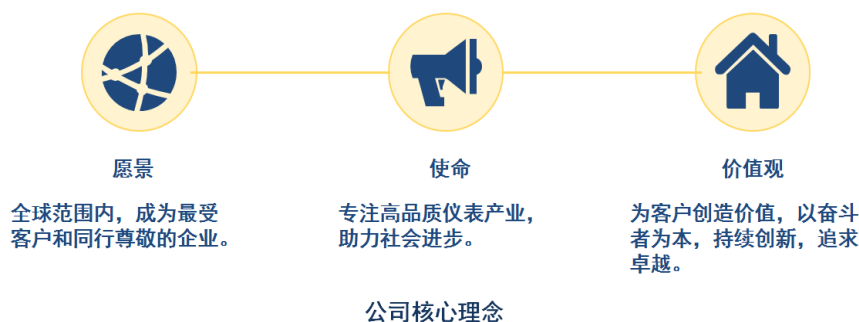 愿景
全球范围内，成为最受
客户和同行尊敬的企业。
使命
专注高品质仪表产业，
助力社会进步。
价值观
为客户创造价值，以奋斗
者为本，持续创新，追求
卓越。
公司核心理念